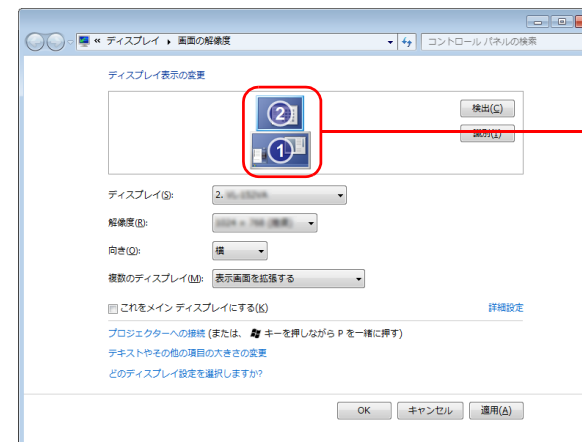 « ディスプレイ 画面の解像度 コントロール パネルの検索
ディスプレイ表示の変更
2
1
検出(C)
識別(I)
ディスプレイ(S): 2.
解像度(R):
向き(O): 横
複数のディスプレイ(M): 表示画面を拡張する
これをメイン ディスプレイにする(K) 詳細設定
プロジェクターへの接続 (または、 キーを押しながら P を一緒に押す)
テキストやその他の項目の大きさの変更
どのディスプレイ設定を選択しますか?
OK キャンセル 適用(A)